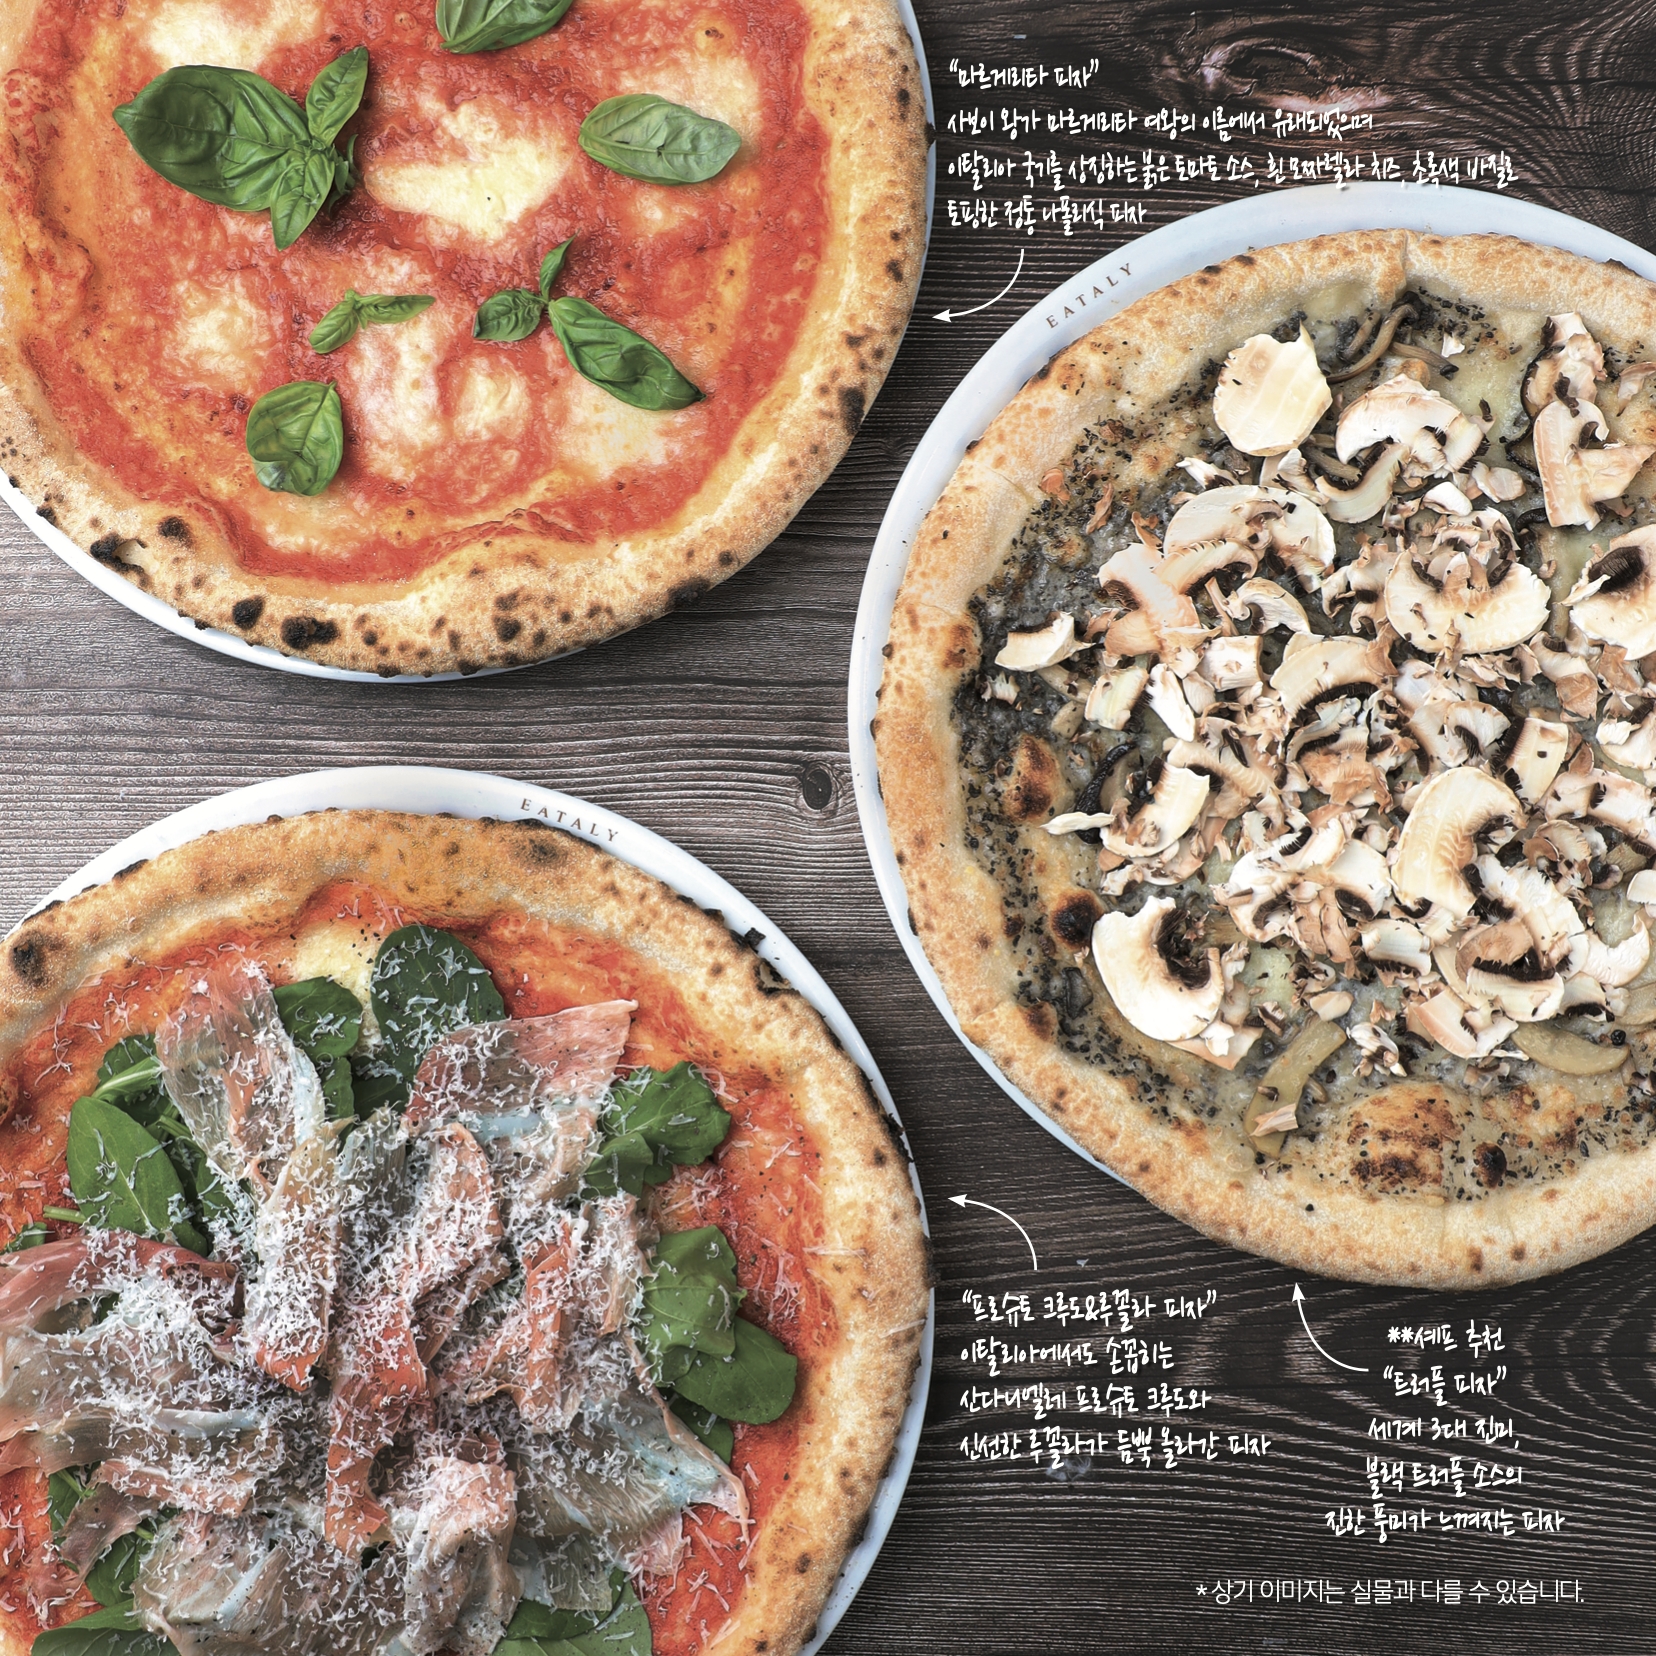 "마르게리타 피자"
사보이 왕가 마르게리타 여왕의 이름에서 유래되었으며
이탈리아 국기를 상징하는 붉은 토마토 소스, 흰 모짜렐라 치즈, 초록색 바질로
토핑한 정통 나폴리식 피자
EATALY
EATALY
"프로슈토 크루도&루꼴라 피자"
이탈리아에서도 손꼽히는
산다니엘레 프로슈토 크루도와
신선한 루꼴라가 듬뿍 올라간 피자
**셰프 추천
"트러플 피자"
세계 3대 진미,
블랙 트러플 소스의
진한 풍미가 느껴지는 피자
* 상기 이미지는 실물과 다를 수 있습니다.